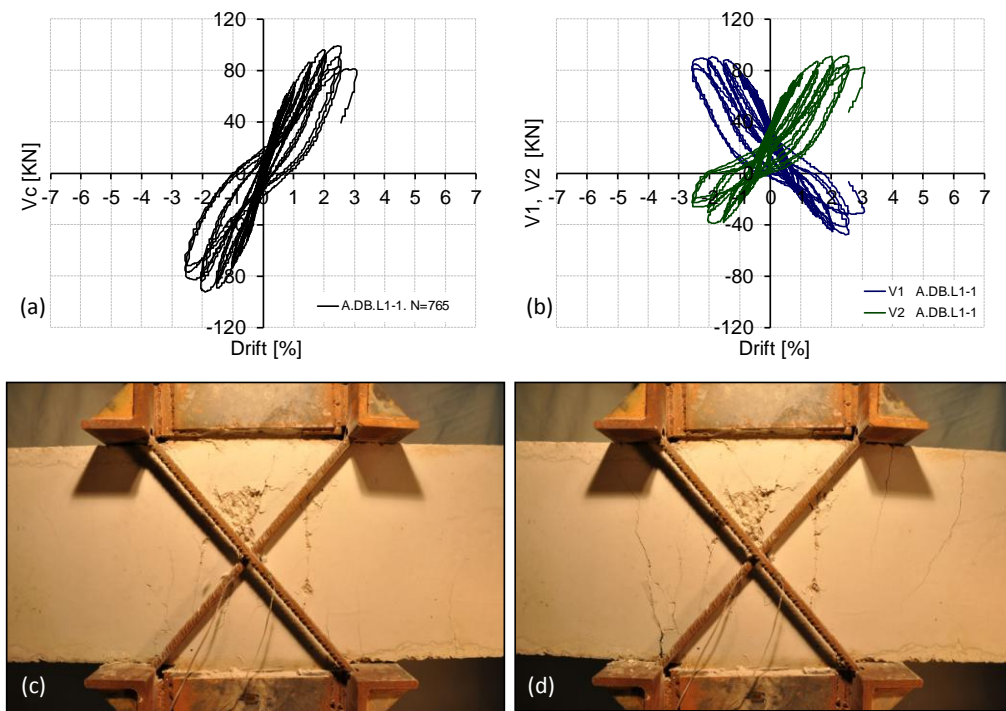 120
80
40
0
-40
-80
-120
-7 -6 -5 -4 -3 -2 -1 0 1 2 3 4 5 6 7
Vc [KN]
Drift [%]
(a)
A.DB.L1-1. N=765
120
80
40
0
-40
-80
-120
-7 -6 -5 -4 -3 -2 -1 0 1 2 3 4 5 6 7
V1, V2 [KN]
Drift [%]
(b)
V1 A.DB.L1-1
V2 A.DB.L1-1
(c)
(d)